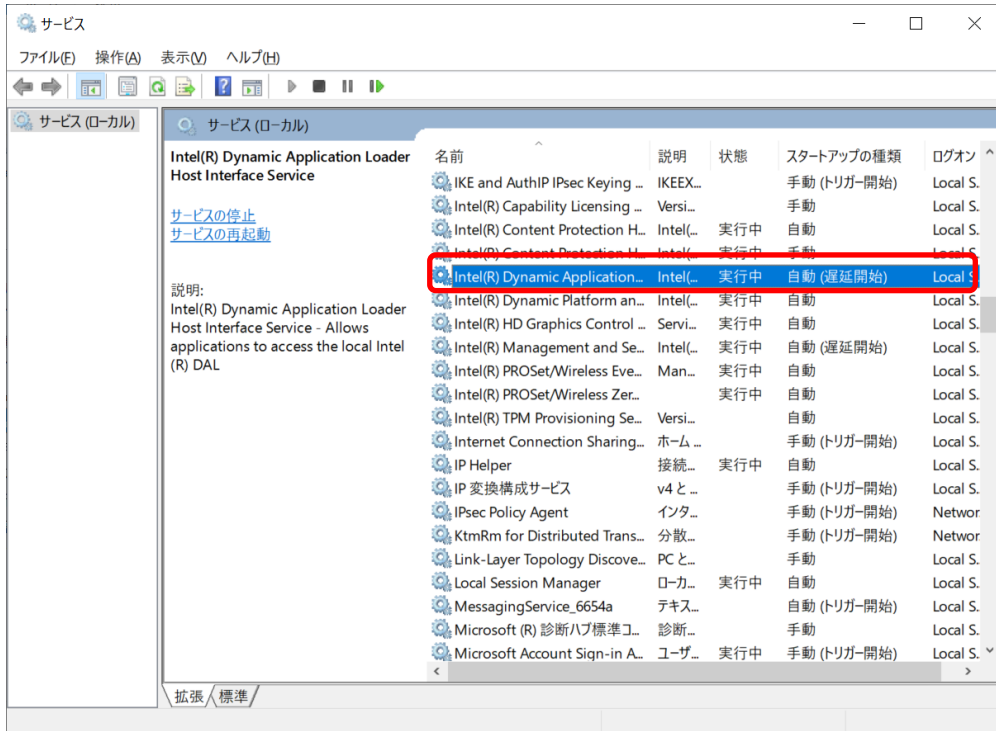 サービス
ファイル(F) 操作(A) 表示(V) ヘルプ(H)
サービス (ローカル)
サービス (ローカル)
Intel(R) Dynamic Application Loader
Host Interface Service
サービスの停止
サービスの再起動
説明:
Intel(R) Dynamic Application Loader
Host Interface Service - Allows
applications to access the local Intel
(R) DAL
名前 説明 状態 スタートアップの種類 ログオン
IKE and AuthIP IPsec Keying ... IKEEX... 手動 (トリガー開始) Local S.
Intel(R) Capability Licensing ... Versi... 手動 Local S.
Intel(R) Content Protection H... Intel(... 実行中 自動 Local S.
Intel(R) Content Protection H... Intel(... 実行中 手動 Local S.
Intel(R) Dynamic Application... Intel(... 実行中 自動 (遅延開始) Local S
Intel(R) Dynamic Platform an... Intel(... 実行中 自動 Local S.
Intel(R) HD Graphics Control ... Servi... 実行中 自動 Local S.
Intel(R) Management and Se... Intel(... 実行中 自動 (遅延開始) Local S.
Intel(R) PROSet/Wireless Eve... Man... 実行中 自動 Local S.
Intel(R) PROSet/Wireless Zer... 実行中 自動 Local S.
Intel(R) TPM Provisioning Se... Versi... 自動 Local S.
Internet Connection Sharing... ホーム ... 手動 (トリガー開始) Local S.
IP Helper 接続... 実行中 自動 Local S.
IP 変換構成サービス v4 と ... 手動 (トリガー開始) Local S.
IPsec Policy Agent インタ... 手動 (トリガー開始) Networ
KtmRm for Distributed Trans... 分散... 手動 (トリガー開始) Networ
Link-Layer Topology Discove... PC と... 手動 Local S.
Local Session Manager ローカ... 実行中 自動 Local S.
MessagingService_6654a テキス... 自動 (トリガー開始) Local S.
Microsoft (R) 診断ハブ標準コ... 診断... 手動 Local S.
Microsoft Account Sign-in A... ユーザ... 実行中 手動 (トリガー開始) Local S.
拡張 標準